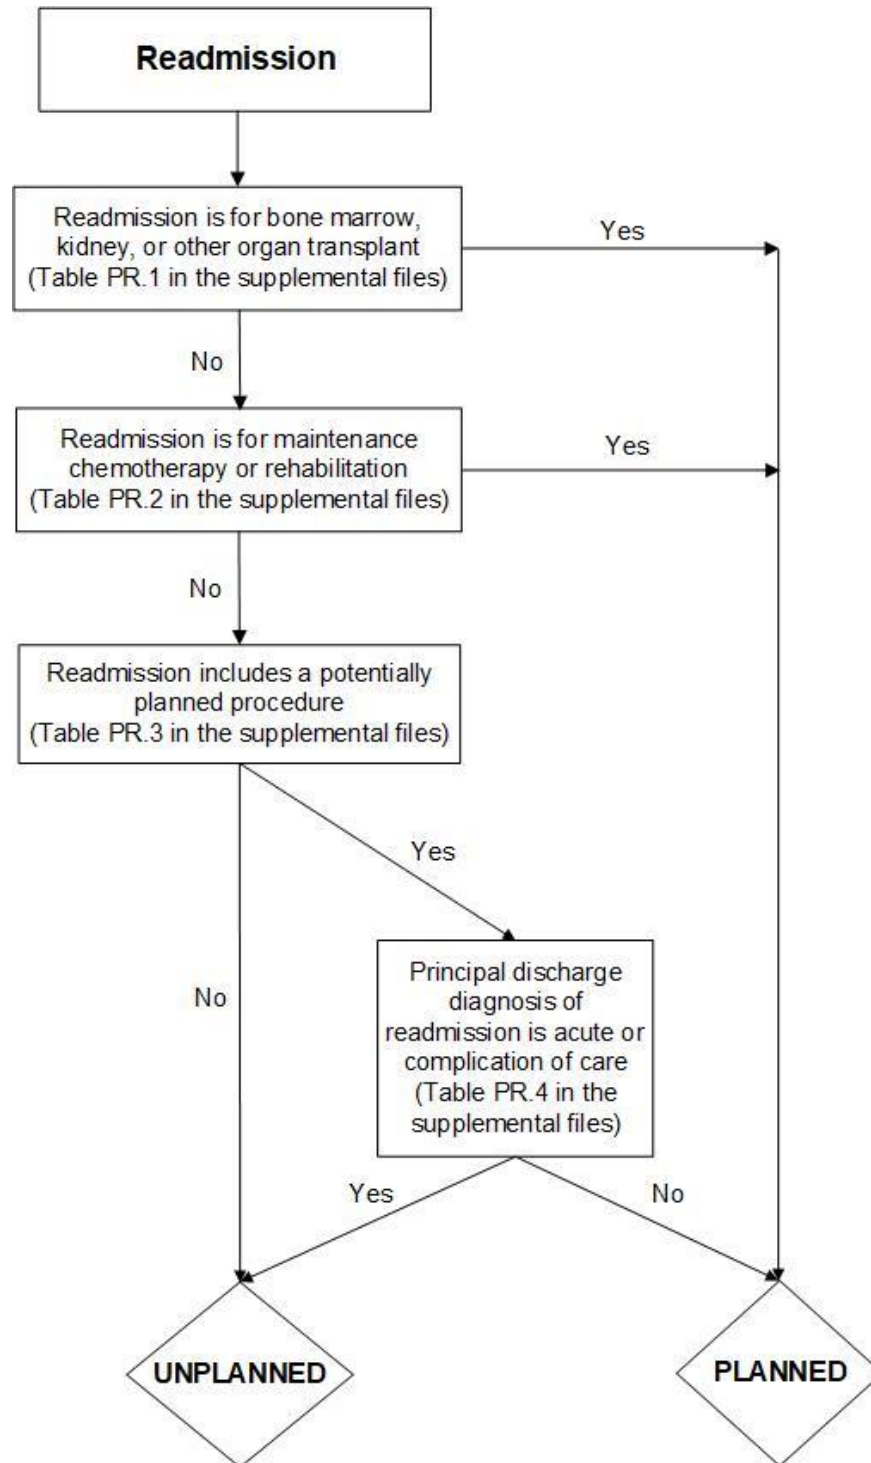 Readmission
Readmission is for bone marrow,
kidney, or other organ transplant
(Table PR.1 in the supplemental files)
Yes
No
Readmission is for maintenance
chemotherapy or rehabilitation
(Table PR.2 in the supplemental files)
Yes
No
Readmission includes a potentially
planned procedure
(Table PR.3 in the supplemental files)
Yes
No
Principal discharge
diagnosis of
readmission is acute or
complication of care
(Table PR.4 in the
supplemental files)
Yes
No
UNPLANNED
PLANNED